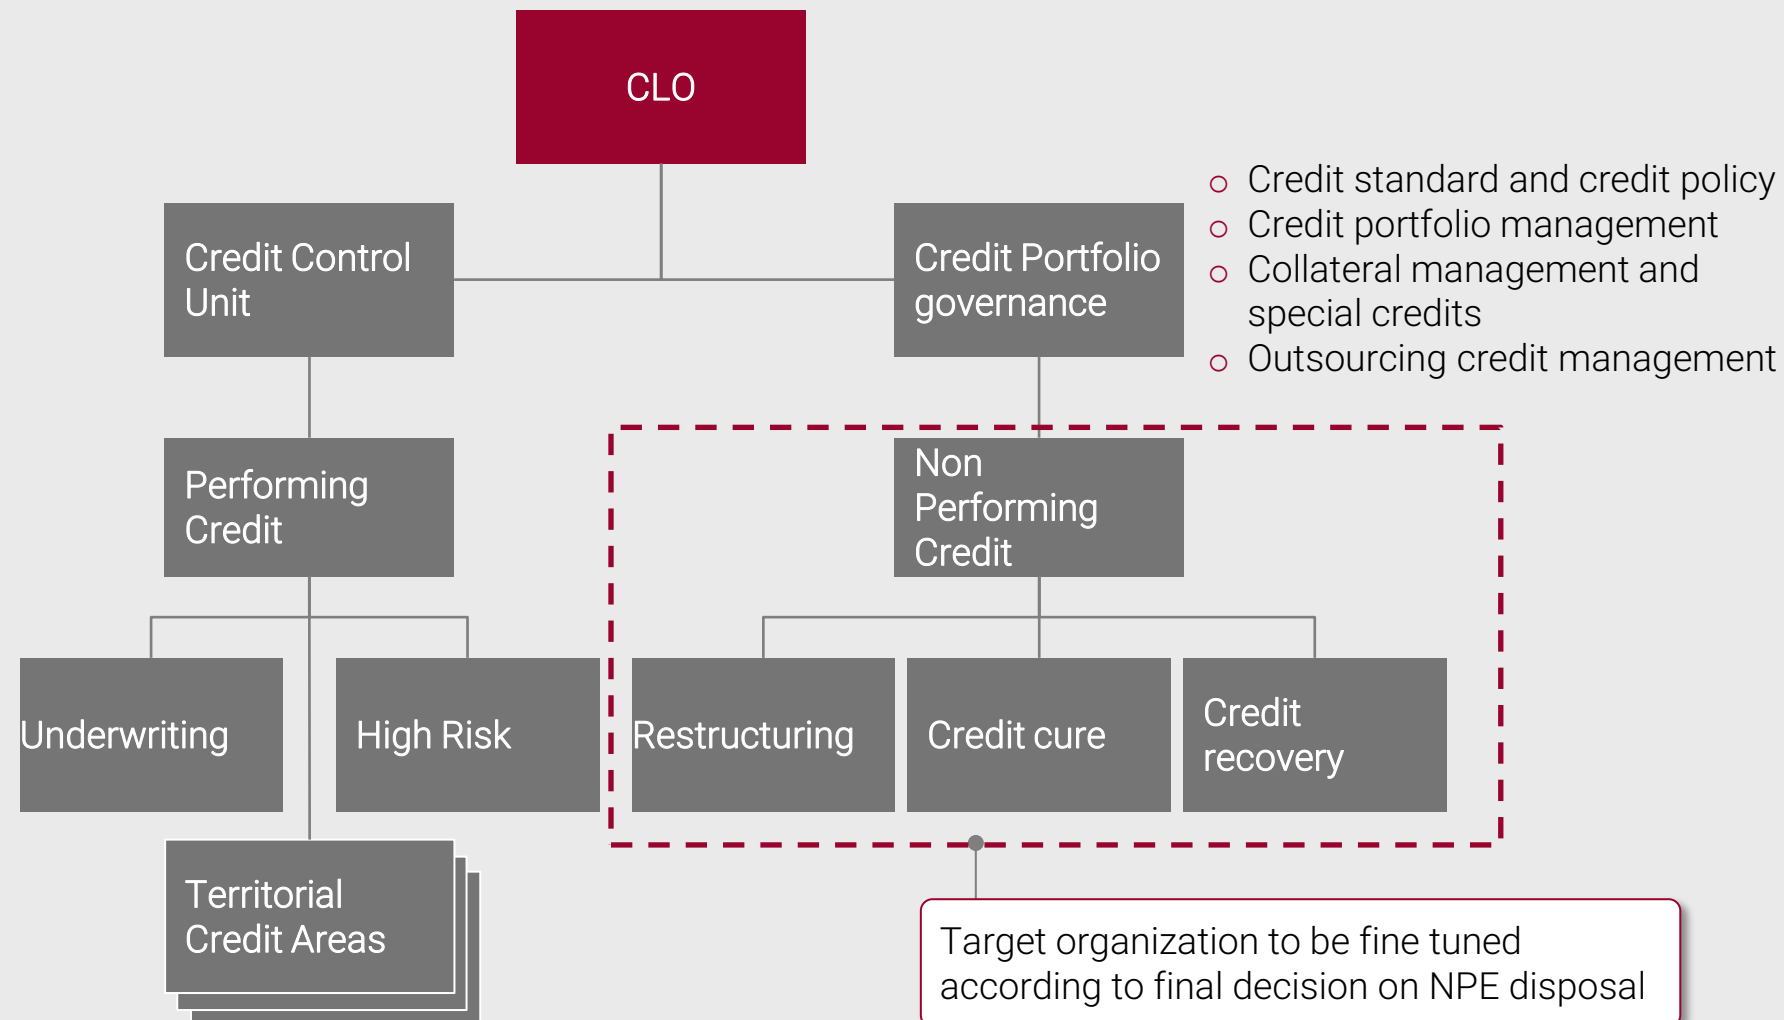 CLO
Credit Control
Unit
Credit Portfolio
governance
○ Credit standard and credit policy
○ Credit portfolio management
○ Collateral management and
special credits
○ Outsourcing credit management
Performing
Credit
Non
Performing
Credit
Underwriting
High Risk
Restructuring
Credit cure
Credit
recovery
Territorial
Credit Areas
Target organization to be fine tuned
according to final decision on NPE disposal